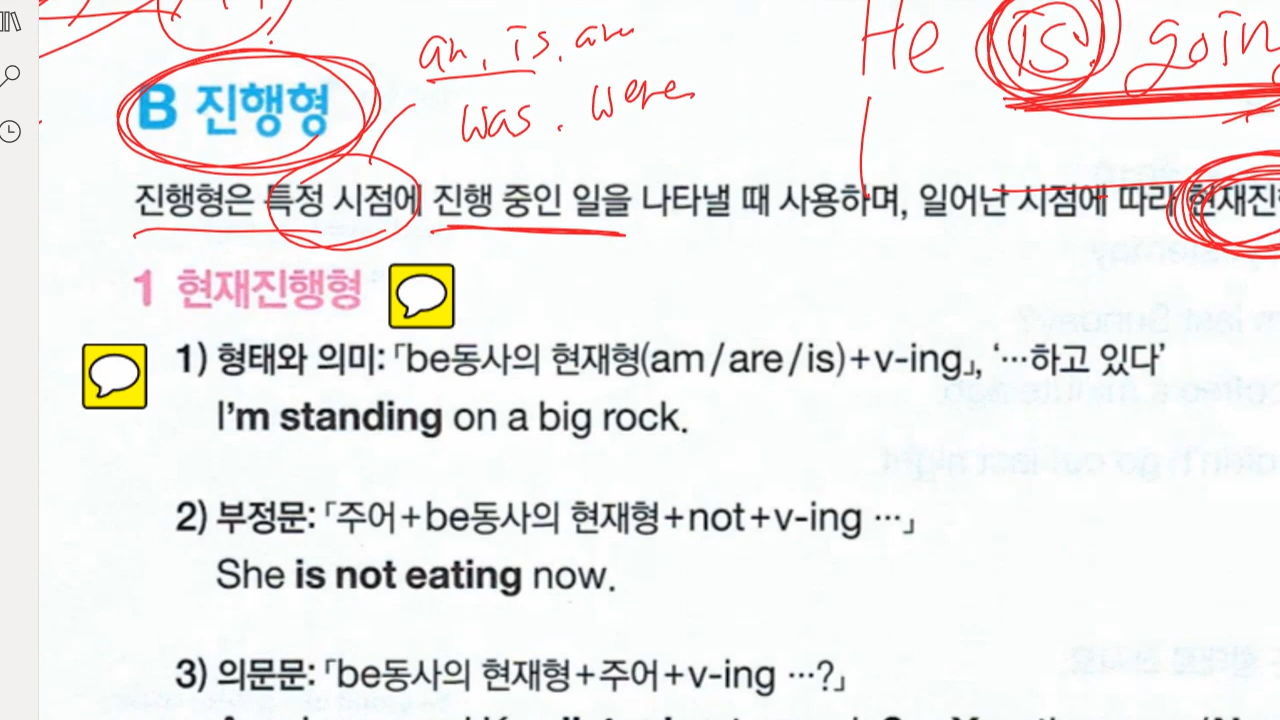 am. is. are
He is going
was. were
B 진행형
진행형은 특정 시점에 진행 중인 일을 나타낼 때 사용하며, 일어난 시점에 따라 현재진
1 현재진행형
1) 형태와 의미:「be동사의 현재형(am/are/is)+v-ing」, ‘…하고 있다’
I’m standing on a big rock.
2) 부정문:「주어+be동사의 현재형+not+v-ing …」
She is not eating now.
3) 의문문:「be동사의 현재형+주어+v-ing …?」